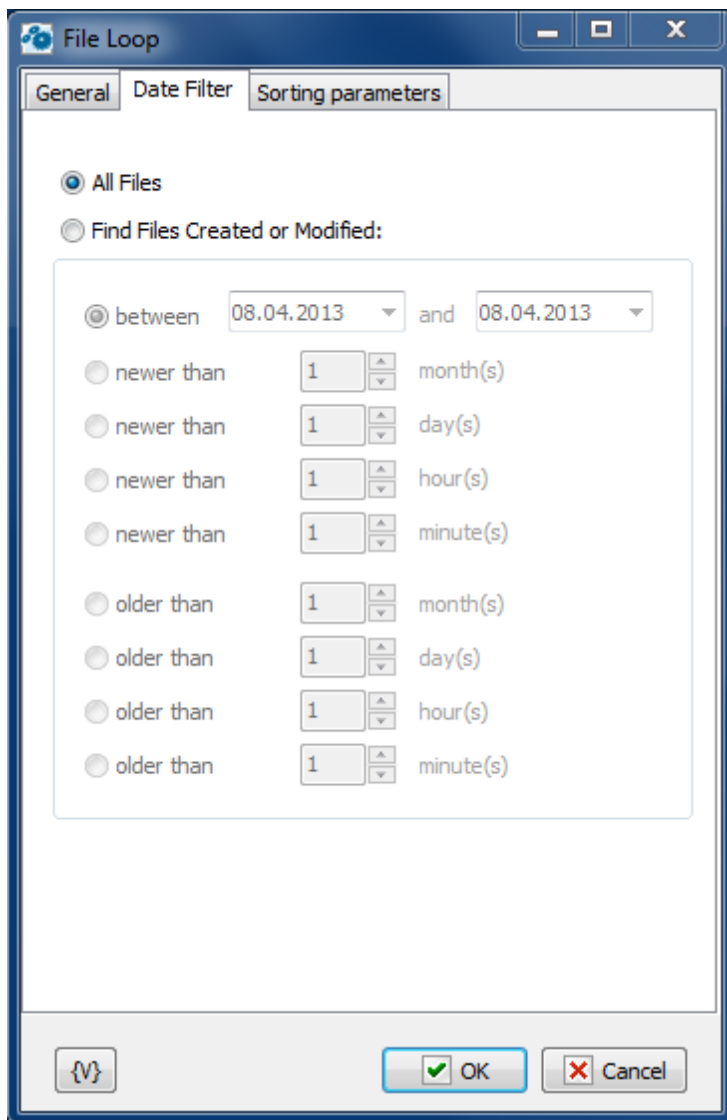 File Loop
General Date Filter Sorting parameters
All Files
Find Files Created or Modified:
between 08.04.2013 and 08.04.2013
newer than 1 month(s)
newer than 1 day(s)
newer than 1 hour(s)
newer than 1 minute(s)
older than 1 month(s)
older than 1 day(s)
older than 1 hour(s)
older than 1 minute(s)
{V} OK Cancel